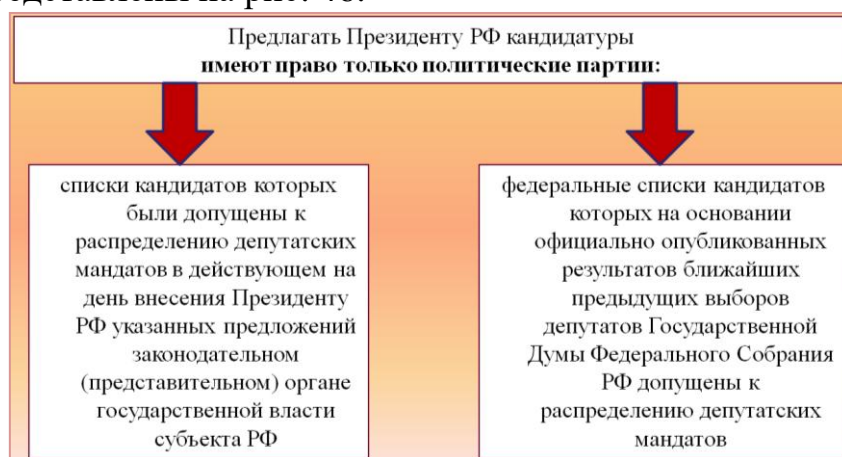 Предлагать Президенту РФ кандидатуры
имеют право только политические партии:
списки кандидатов которых
были допущены к
распределению депутатских
мандатов в действующем на
день внесения Президенту
РФ указанных предложений
законодательном
(представительном) органе
государственной власти
субъекта РФ
федеральные списки кандидатов
которых на основании
официально опубликованных
результатов ближайших
предыдущих выборов
депутатов Государственной
Думы Федерального Собрания
РФ допущены к
распределению депутатских
мандатов